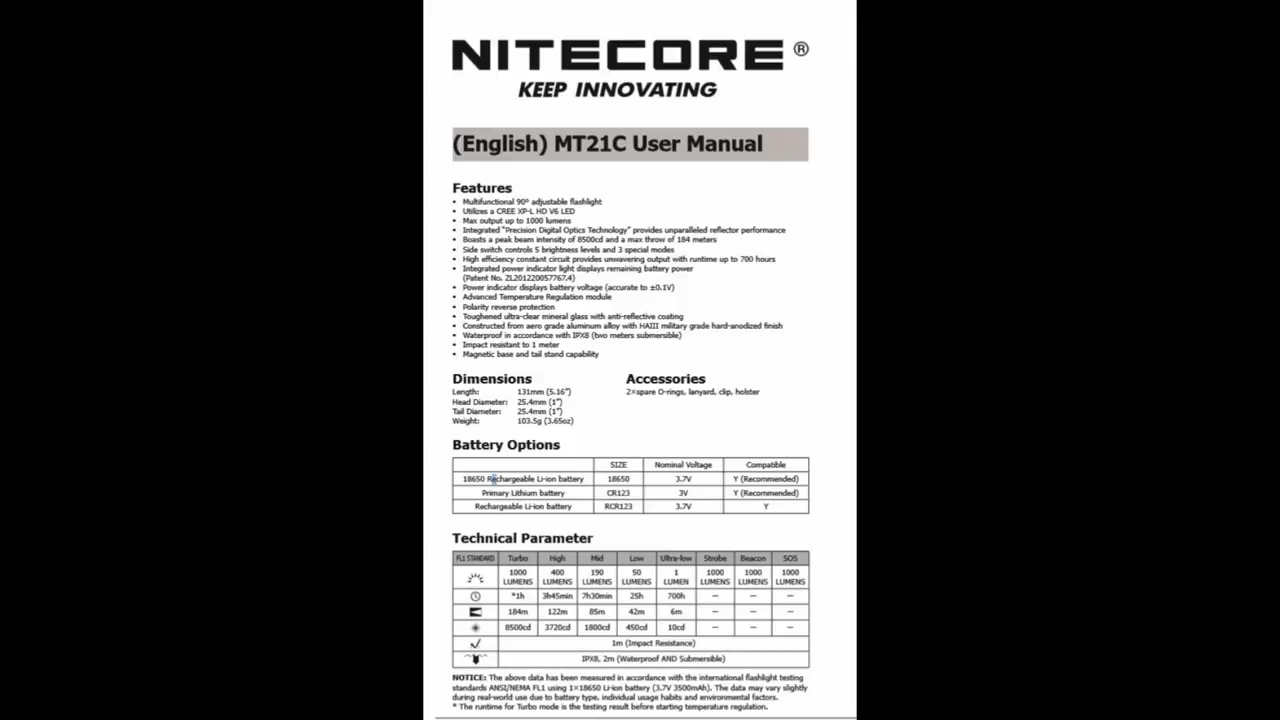 NITECORE ®
KEEP INNOVATING
(English) MT21C User Manual
Features
• Multifunctional 90° adjustable flashlight
• Utilizes a CREE XP-L HD V6 LED
• Max output up to 1000 lumens
• Integrated "Precision Digital Optics Technology" provides unparalleled reflector performance
• Boasts a peak beam intensity of 8500cd and a max throw of 184 meters
• Side switch controls 5 brightness levels and 3 special modes
• High efficiency constant circuit provides unwavering output with runtime up to 700 hours
• Integrated power indicator light displays remaining battery power
(Patent No. ZL201220057767.4)
• Power indicator displays battery voltage (accurate to ±0.1V)
• Advanced Temperature Regulation module
• Polarity reverse protection
• Toughened ultra-clear mineral glass with anti-reflective coating
• Constructed from aero grade aluminum alloy with HAIII military grade hard-anodized finish
• Waterproof in accordance with IPX8 (two meters submersible)
• Impact resistant to 1 meter
• Magnetic base and tail stand capability
Dimensions
Length: 131mm (5.16")
Head Diameter: 25.4mm (1")
Tail Diameter: 25.4mm (1")
Weight: 103.5g (3.65oz)
Accessories
2×spare O-rings, lanyard, clip, holster
Battery Options
SIZE Nominal Voltage Compatible
18650 Rechargeable Li-ion battery 18650 3.7V Y (Recommended)
Primary Lithium battery CR123 3V Y (Recommended)
Rechargeable Li-ion battery RCR123 3.7V Y
Technical Parameter
FL1 STANDARD Turbo High Mid Low Ultra-low Strobe Beacon SOS
1000 400 190 50 1 1000 1000 1000
LUMENS LUMENS LUMENS LUMENS LUMEN LUMENS LUMENS LUMENS
*1h 3h45min 7h30min 25h 700h — — —
184m 122m 85m 42m 6m — — —
8500cd 3720cd 1800cd 450cd 10cd — — —
1m (Impact Resistance)
IPX8, 2m (Waterproof AND Submersible)
NOTICE: The above data has been measured in accordance with the international flashlight testing
standards ANSI/NEMA FL1 using 1×18650 Li-ion battery (3.7V 3500mAh). The data may vary slightly
during real-world use due to battery type, individual usage habits and environmental factors.
* The runtime for Turbo mode is the testing result before starting temperature regulation.